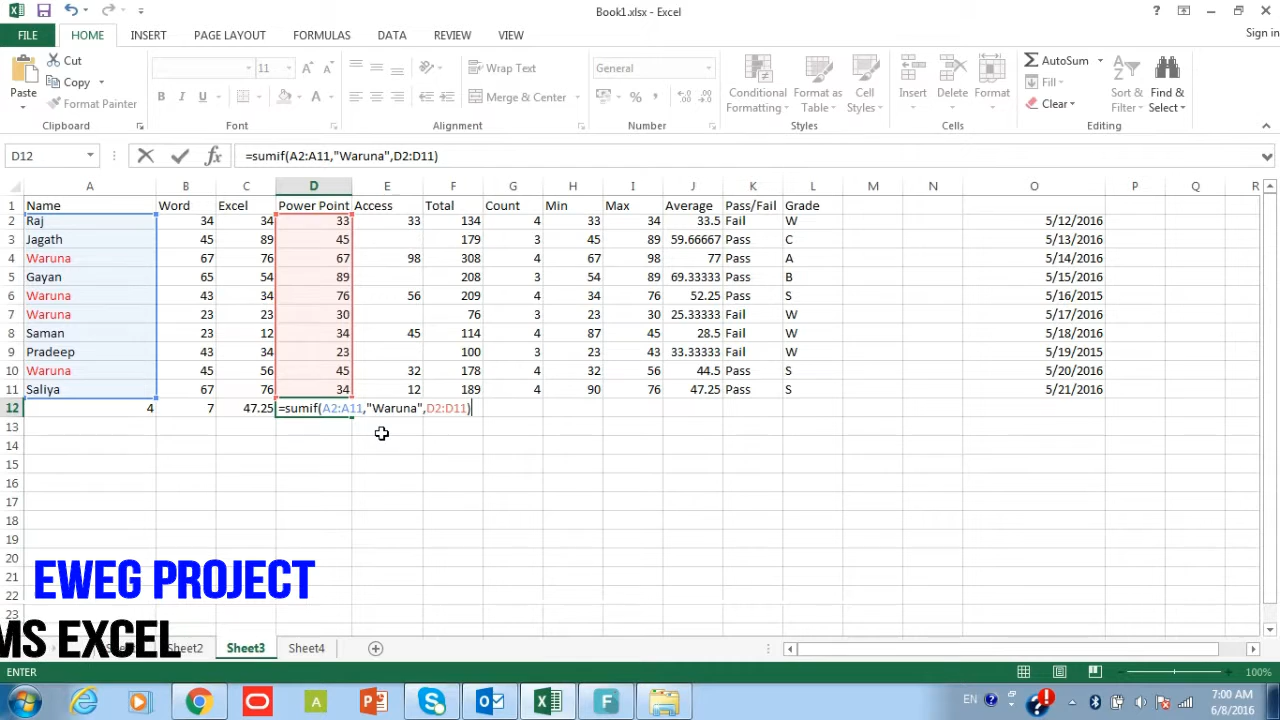 Book1.xlsx - Excel
Sign in
FILE HOME INSERT PAGE LAYOUT FORMULAS DATA REVIEW VIEW
Paste Cut Copy Format Painter Clipboard
11 Font
Wrap Text Merge & Center Alignment
General Number
Conditional Formatting Format as Table Cell Styles Styles
Insert Delete Format Cells
AutoSum Fill Clear Sort & Filter Find & Select Editing
D12 =sumif(A2:A11,"Waruna",D2:D11)
A B C D E F G H I J K L M N O P Q R
1 Name Word Excel Power Point Access Total Count Min Max Average Pass/Fail Grade
2 Raj 34 34 33 33 134 4 33 34 33.5 Fail W 5/12/2016
3 Jagath 45 89 45 179 3 45 89 59.66667 Pass C 5/13/2016
4 Waruna 67 76 67 98 308 4 67 98 77 Pass A 5/14/2016
5 Gayan 65 54 89 208 3 54 89 69.33333 Pass B 5/15/2016
6 Waruna 43 34 76 56 209 4 34 76 52.25 Pass S 5/16/2015
7 Waruna 23 23 30 76 3 23 30 25.33333 Fail W 5/17/2016
8 Saman 23 12 34 45 114 4 87 45 28.5 Fail W 5/18/2016
9 Pradeep 43 34 23 100 3 23 43 33.33333 Fail W 5/19/2015
10 Waruna 45 56 45 32 178 4 32 56 44.5 Pass S 5/20/2016
11 Saliya 67 76 34 12 189 4 90 76 47.25 Pass S 5/21/2016
12 4 7 47.25 =sumif(A2:A11,"Waruna",D2:D11)
13
14
15
16
17
18
19
20
21
22
23
EWEG PROJECT
MS EXCEL
Sheet2 Sheet3 Sheet4
ENTER 100%
EN 7:00 AM
6/8/2016